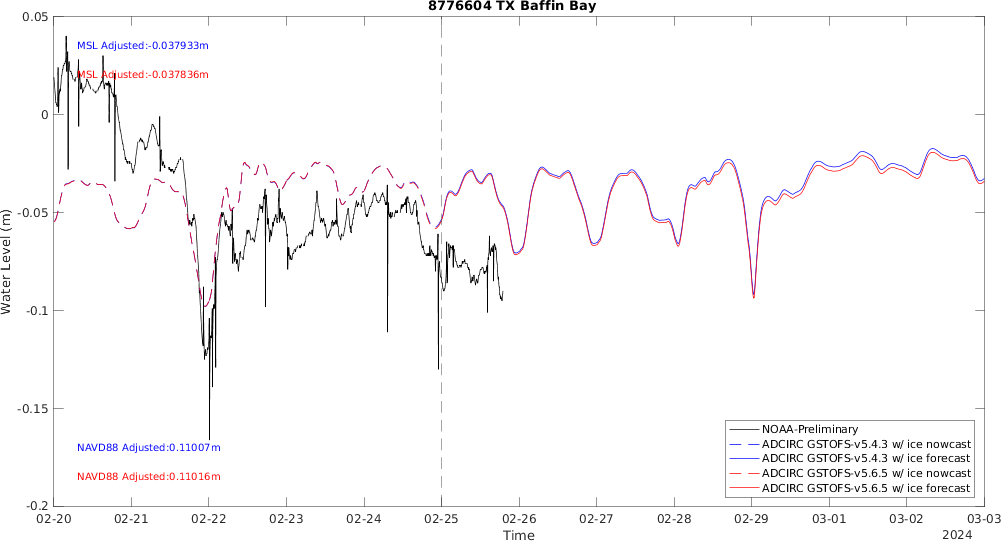 8776604 TX Baffin Bay
0.05
0
-0.05
-0.1
-0.15
-0.2
Water Level (m)
MSL Adjusted:-0.037933m
MSL Adjusted:-0.037836m
NAVD88 Adjusted:0.11007m
NAVD88 Adjusted:0.11016m
NOAA-Preliminary
ADCIRC GSTOFS-v5.4.3 w/ ice nowcast
ADCIRC GSTOFS-v5.4.3 w/ ice forecast
ADCIRC GSTOFS-v5.6.5 w/ ice nowcast
ADCIRC GSTOFS-v5.6.5 w/ ice forecast
02-20 02-21 02-22 02-23 02-24 02-25 02-26 02-27 02-28 02-29 03-01 03-02 03-03
Time
2024